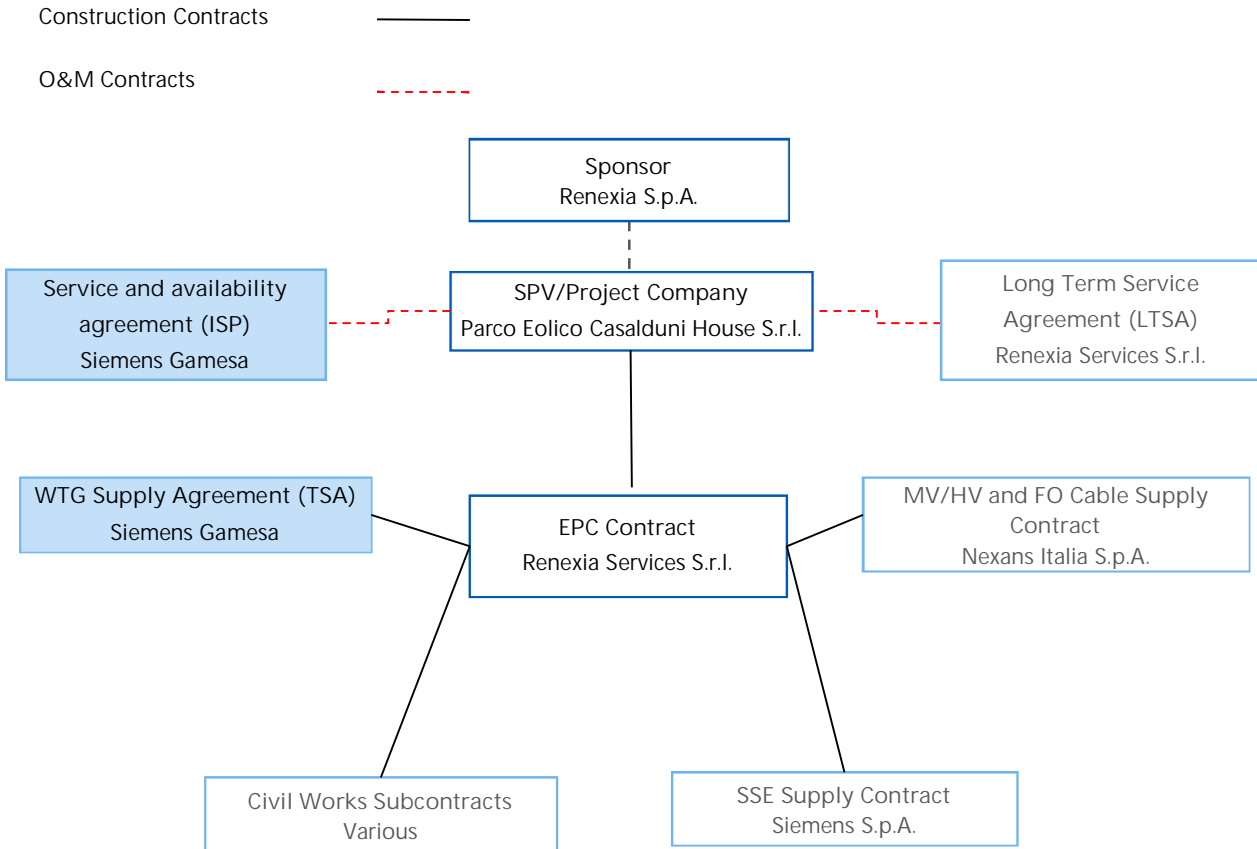 Construction Contracts
O&M Contracts
Sponsor
Renexia S.p.A.
Service and availability
agreement (ISP)
Siemens Gamesa
SPV/Project Company
Parco Eolico Casalduni House S.r.l.
Long Term Service
Agreement (LTSA)
Renexia Services S.r.l.
WTG Supply Agreement (TSA)
Siemens Gamesa
EPC Contract
Renexia Services S.r.l.
MV/HV and FO Cable Supply
Contract
Nexans Italia S.p.A.
Civil Works Subcontracts
Various
SSE Supply Contract
Siemens S.p.A.